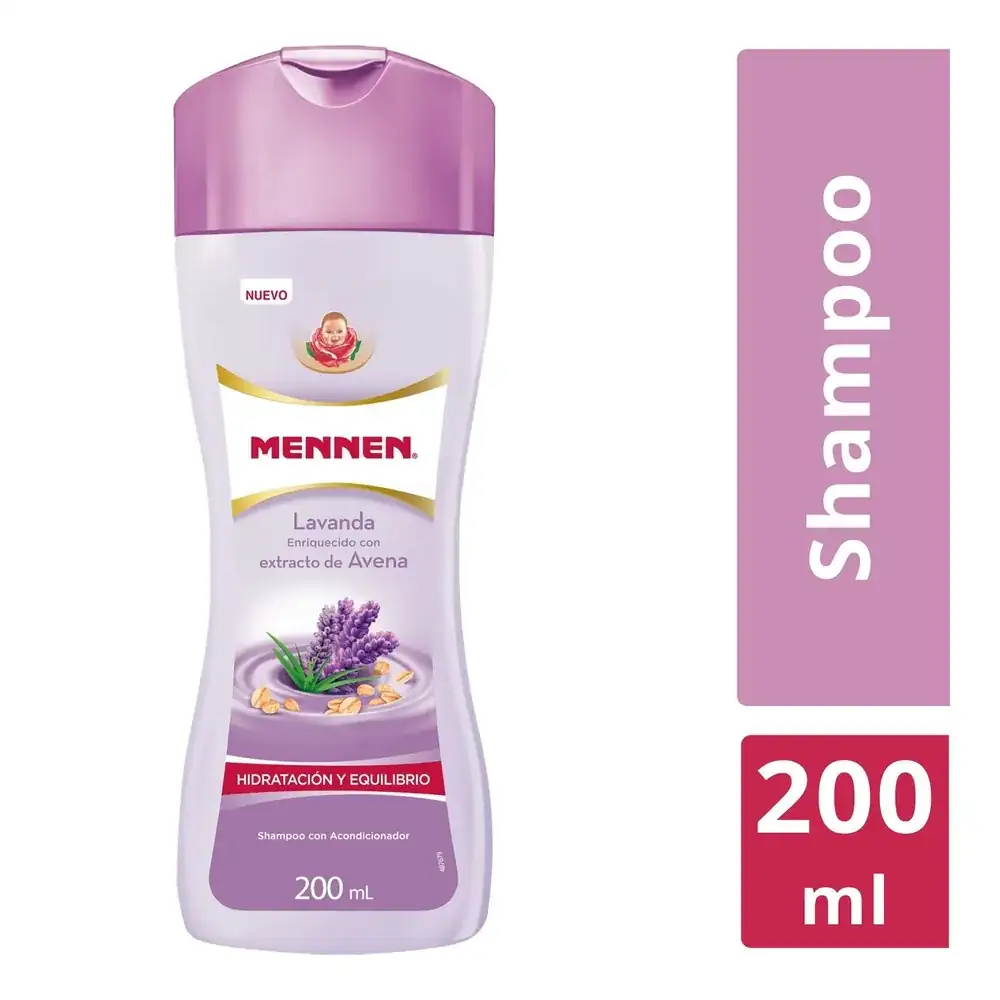 NUEVO
MENNEN®
Lavanda
Enriquecido con
extracto de Avena
HIDRATACIÓN Y EQUILIBRIO
Shampoo con Acondicionador
200 mL
Shampoo
200
ml